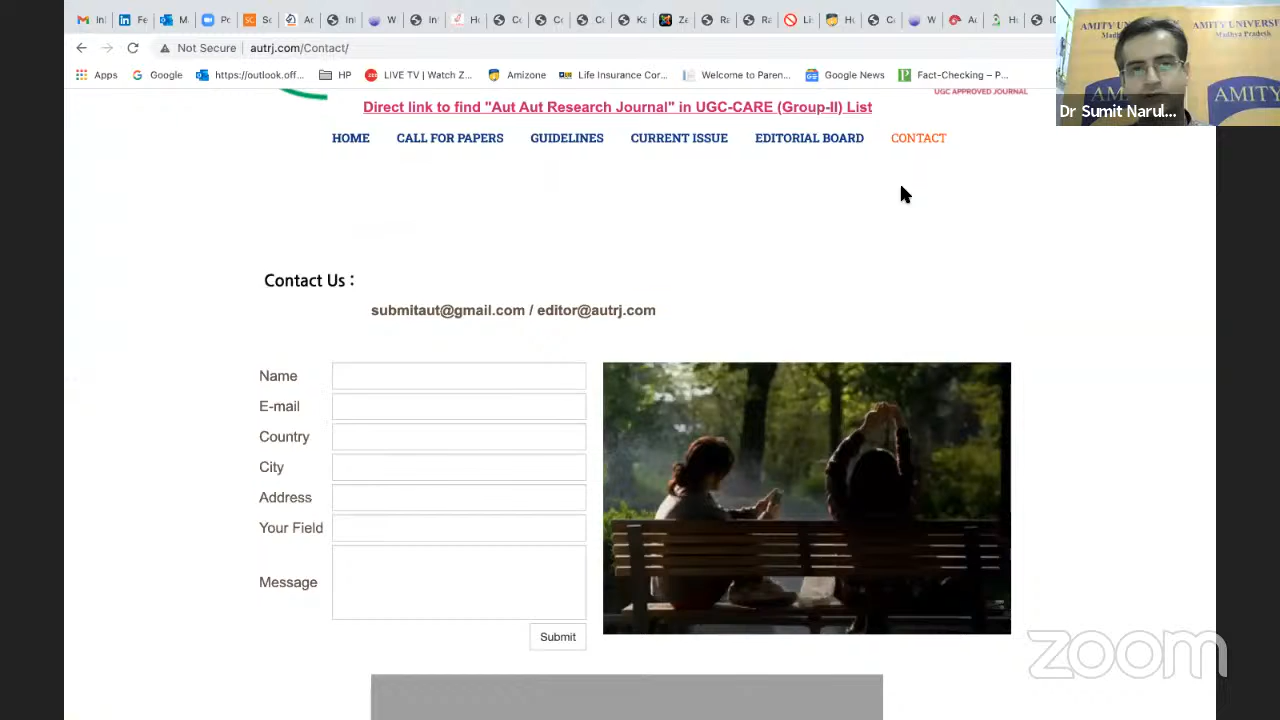 Not Secure
autrj.com/Contact/
Apps
Google
https://outlook.off...
HP
LIVE TV | Watch Z...
Amizone
Life Insurance Cor...
Welcome to Paren...
Google News
Fact-Checking – P...
AMITY UNIVERSITY
Madhya Pradesh
AMITY
Dr Sumit Narul...
UGC APPROVED JOURNAL
Direct link to find "Aut Aut Research Journal" in UGC-CARE (Group-II) List
HOME CALL FOR PAPERS GUIDELINES CURRENT ISSUE EDITORIAL BOARD CONTACT
Contact Us :
submitaut@gmail.com / editor@autrj.com
Name
E-mail
Country
City
Address
Your Field
Message
Submit
zoom